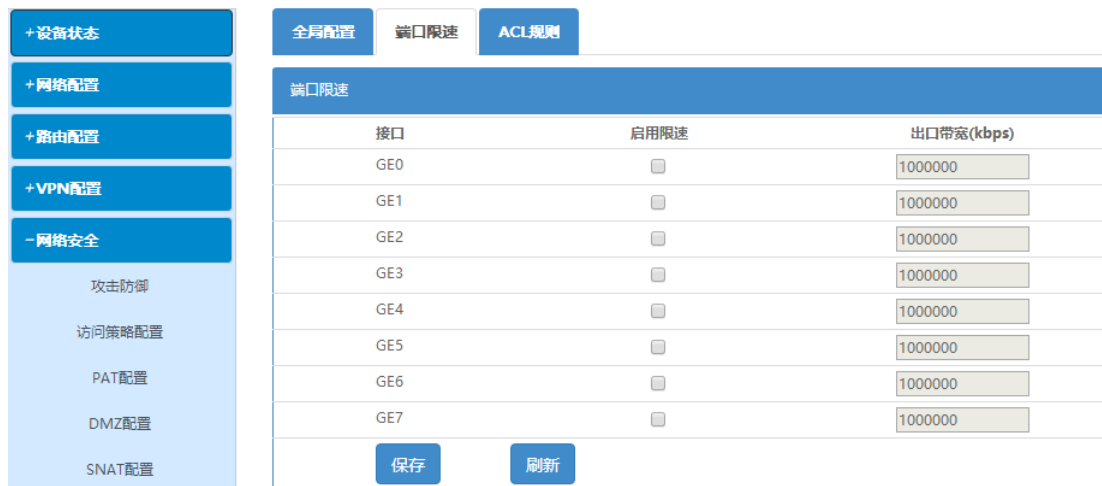 +设备状态
+网络配置
+路由配置
+VPN配置
-网络安全
攻击防御
访问策略配置
PAT配置
DMZ配置
SNAT配置
全局配置 端口限速 ACL规则
端口限速
接口 启用限速 出口带宽(kbps)
GE0 1000000
GE1 1000000
GE2 1000000
GE3 1000000
GE4 1000000
GE5 1000000
GE6 1000000
GE7 1000000
保存 刷新